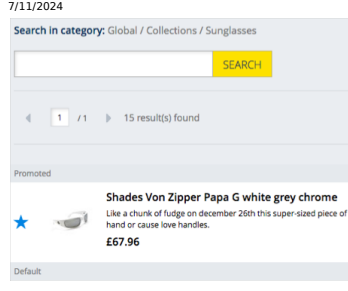 7/11/2024
Search in category: Global / Collections / Sunglasses
SEARCH
1 / 1 15 result(s) found
Promoted
Shades Von Zipper Papa G white grey chrome
Like a chunk of fudge on december 26th this super-sized piece of
hand or cause love handles.
£67.96
Default